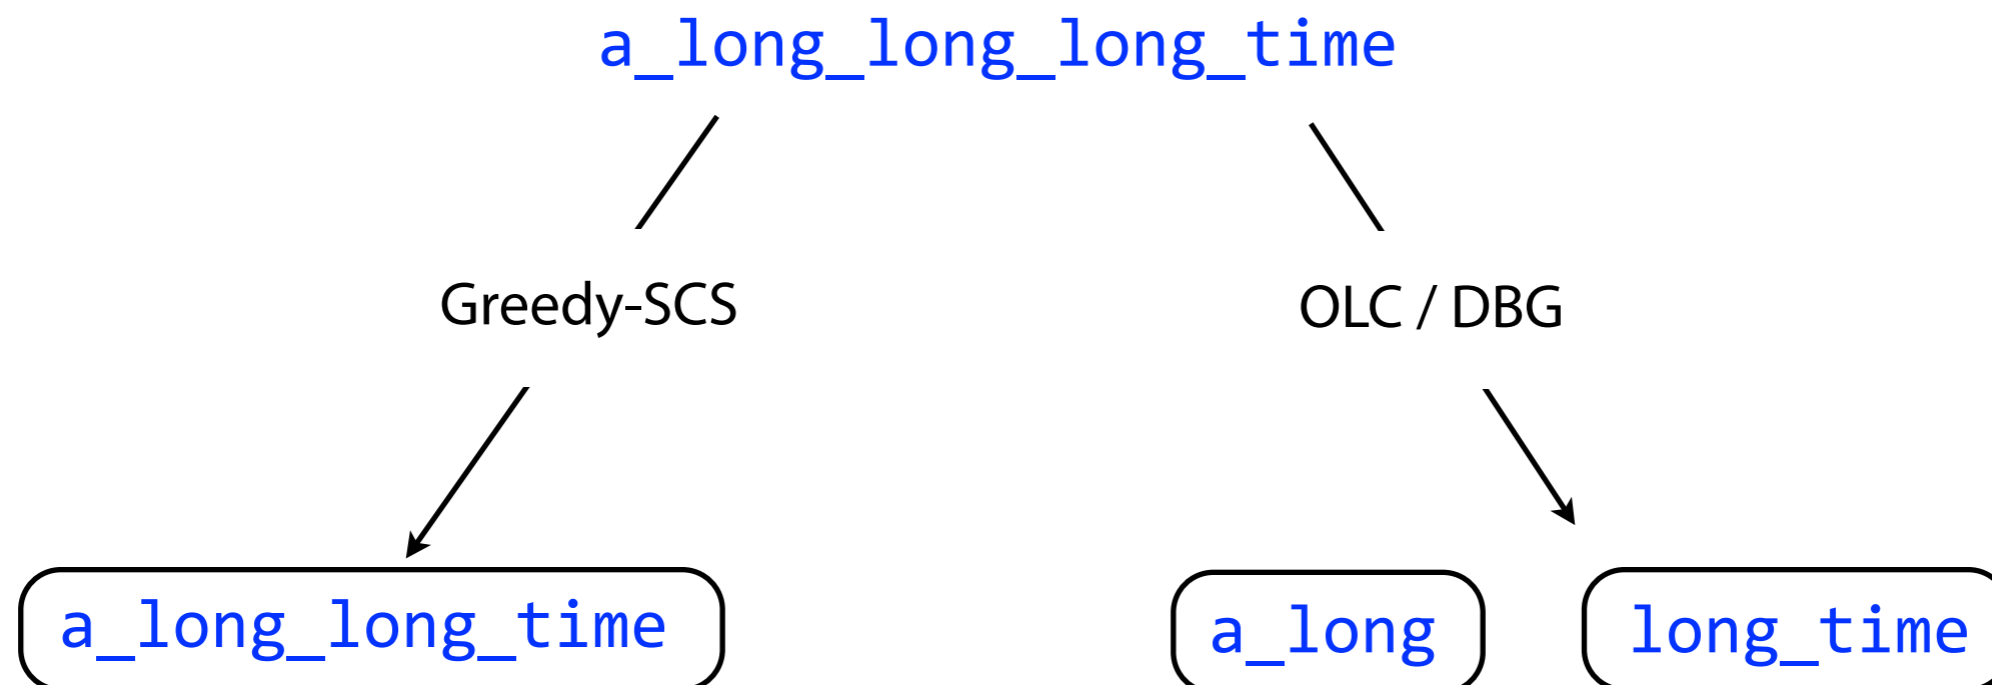 a_long_long_long_time
Greedy-SCS
OLC / DBG
a_long_long_time
a_long
long_time